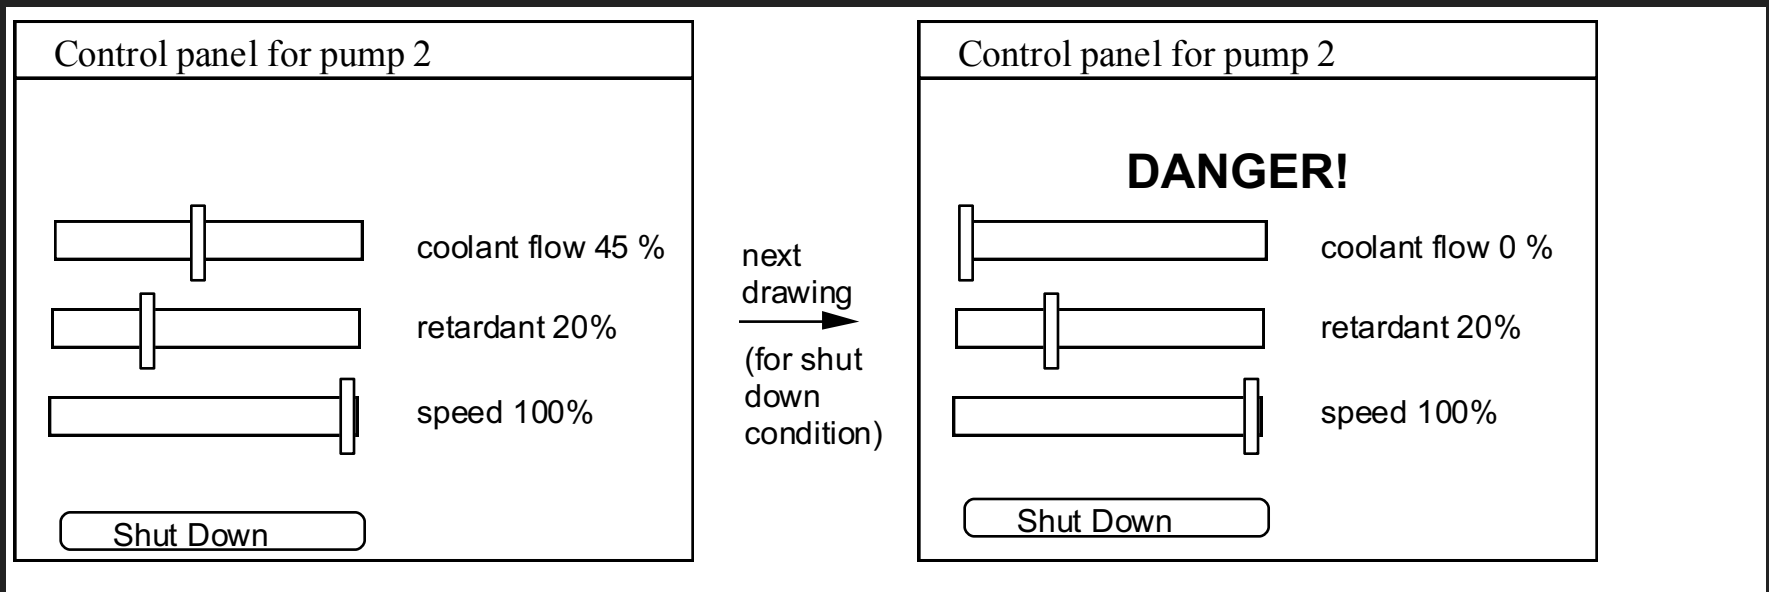 Control panel for pump 2
coolant flow 45 %
retardant 20%
speed 100%
Shut Down
next
drawing
(for shut
down
condition)
Control panel for pump 2
DANGER!
coolant flow 0 %
retardant 20%
speed 100%
Shut Down